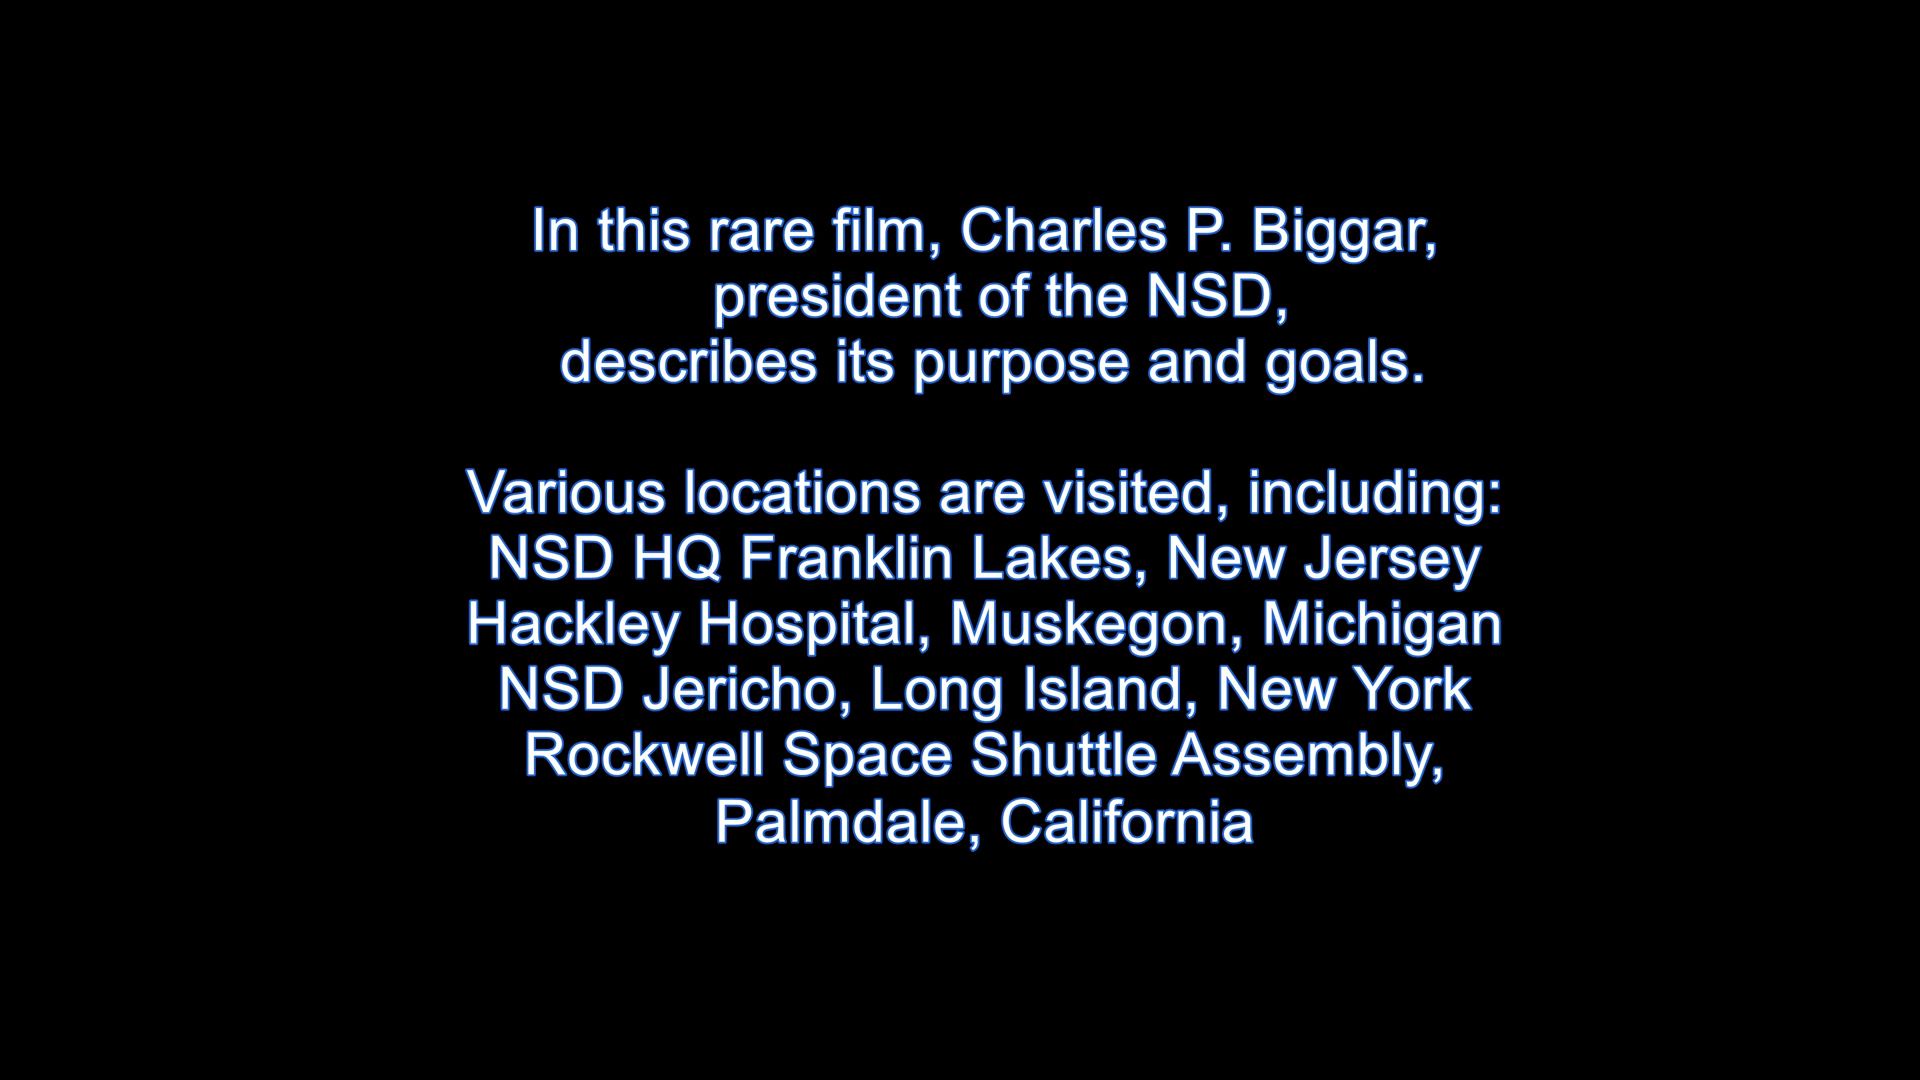 In this rare film, Charles P. Biggar,
president of the NSD,
describes its purpose and goals.
Various locations are visited, including:
NSD HQ Franklin Lakes, New Jersey
Hackley Hospital, Muskegon, Michigan
NSD Jericho, Long Island, New York
Rockwell Space Shuttle Assembly,
Palmdale, California